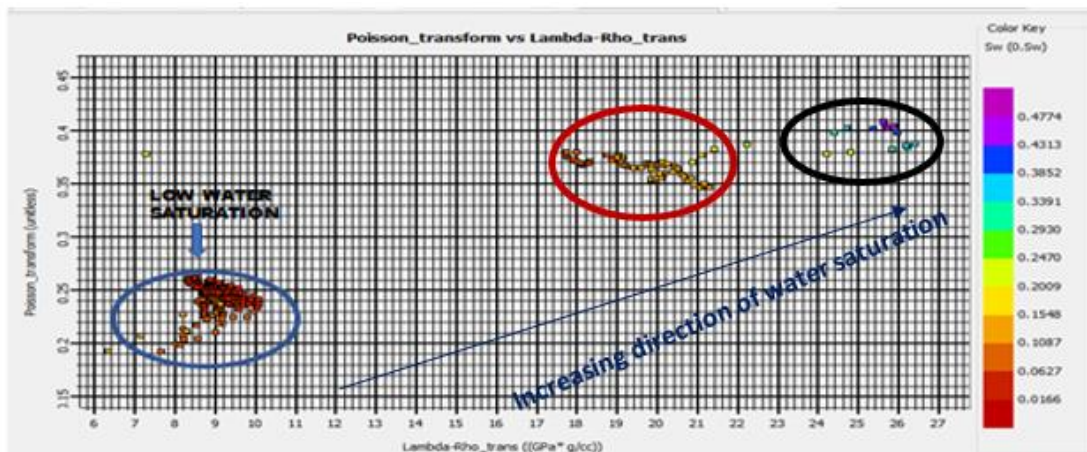 Poisson_transform vs Lambda-Rho_trans
Color Key
Sw (0.5w)
0.4774
0.4313
0.3852
0.3391
0.2930
0.2470
0.2009
0.1548
0.1087
0.0627
0.0166
Poisson_transform (unitless)
0.45
0.4
0.35
0.3
0.25
0.2
0.15
LOW WATER
SATURATION
Increasing direction of water saturation
6 7 8 9 10 11 12 13 14 15 16 17 18 19 20 21 22 23 24 25 26 27
Lambda-Rho_trans ((GPa* g/cc))